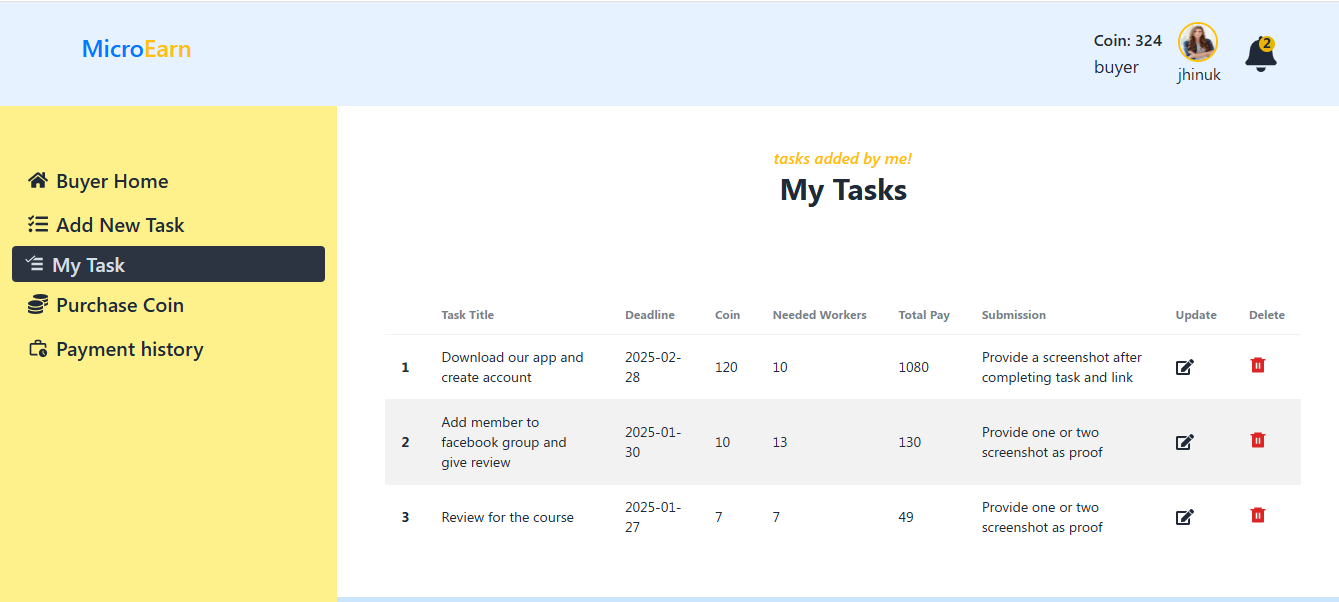 MicroEarn
Coin: 324
buyer
jhinuk
2
Buyer Home
Add New Task
My Task
Purchase Coin
Payment history
tasks added by me!
My Tasks
Task Title Deadline Coin Needed Workers Total Pay Submission Update Delete
1 Download our app and create account 2025-02-28 120 10 1080 Provide a screenshot after completing task and link
2 Add member to facebook group and give review 2025-01-30 10 13 130 Provide one or two screenshot as proof
3 Review for the course 2025-01-27 7 7 49 Provide one or two screenshot as proof